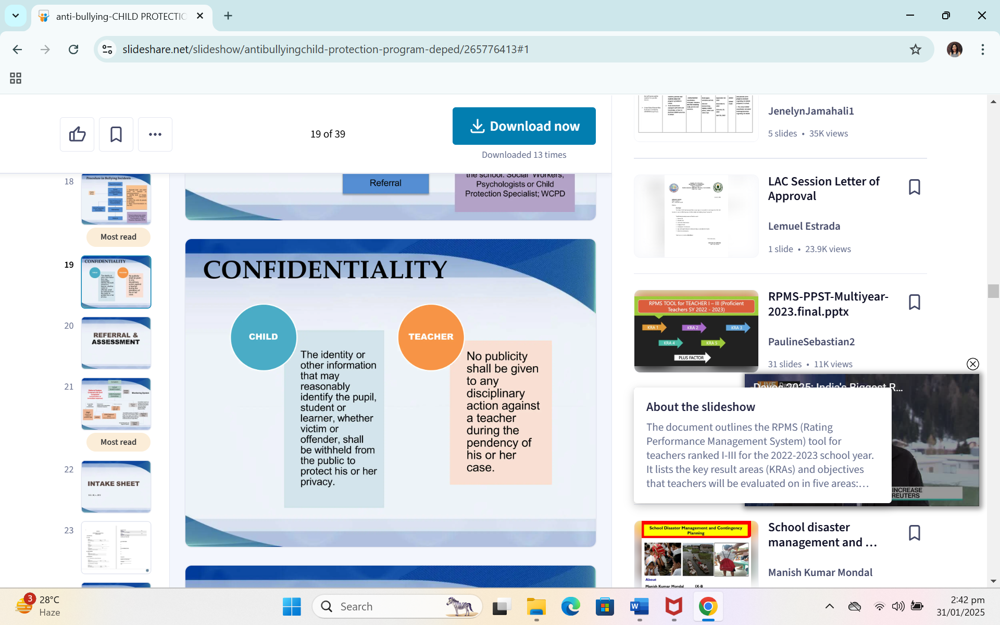 anti-bullying-CHILD PROTECTIO
slideshare.net/slideshow/antibullyingchild-protection-program-deped/265776413#1
19 of 39
Download now
Downloaded 13 times
18
Procedure in Bullying Incidents
Most read
19
CONFIDENTIALITY
20
REFERRAL &
ASSESSMENT
21
Most read
22
INTAKE SHEET
23
Referral
the school. Social Workers,
Psychologists or Child
Protection Specialist; WCPD
CONFIDENTIALITY
CHILD
The identity or
other information
that may
reasonably
identify the pupil,
student or
learner, whether
victim or
offender, shall
be withheld from
the public to
protect his or her
privacy.
TEACHER
No publicity
shall be given
to any
disciplinary
action against
a teacher
during the
pendency of
his or her
case.
JenelynJamahali1
5 slides • 35K views
LAC Session Letter of
Approval
Lemuel Estrada
1 slide • 23.9K views
RPMS TOOL for TEACHER I – III (Proficient
Teachers SY 2022 - 2023)
KRA 1
KRA 2
KRA 3
KRA 4
KRA 5
PLUS FACTOR
RPMS-PPST-Multiyear-
2023.final.pptx
PaulineSebastian2
31 slides • 11K views
Davos 2025: India's Biggest R...
About the slideshow
The document outlines the RPMS (Rating
Performance Management System) tool for
teachers ranked I-III for the 2022-2023 school year.
It lists the key result areas (KRAs) and objectives
that teachers will be evaluated on in five areas:...
INCREASE
REUTERS
School Disaster Management and Contingency
Planning
About
Manish Kumar Mondal IX-B
School disaster
management and ...
Manish Kumar Mondal
3
28°C
Haze
Search
2:42 pm
31/01/2025